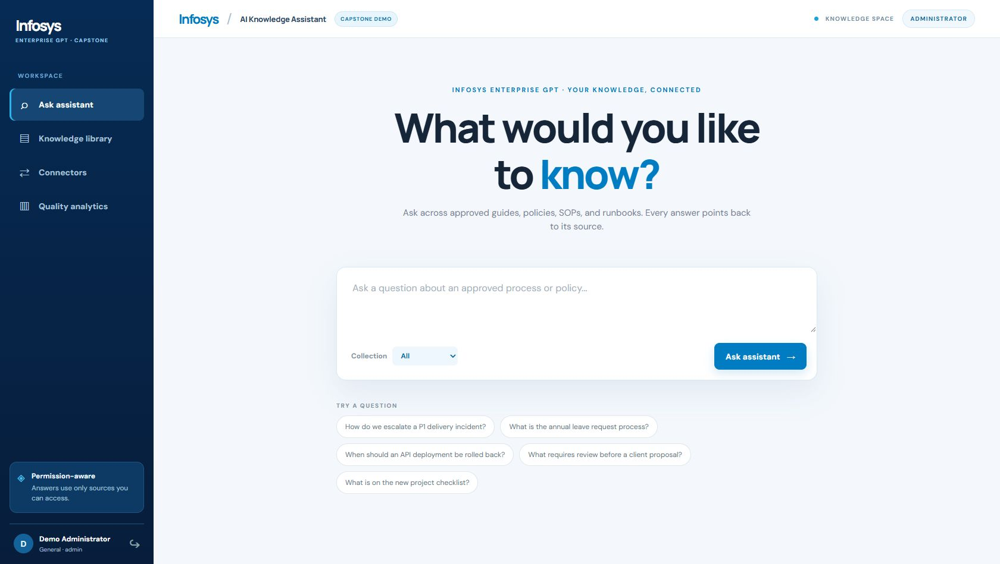 Infosys
ENTERPRISE GPT · CAPSTONE
WORKSPACE
Ask assistant
Knowledge library
Connectors
Quality analytics
Permission-aware
Answers use only sources you
can access.
D
Demo Administrator
General · admin
Infosys / AI Knowledge Assistant CAPSTONE DEMO
KNOWLEDGE SPACE ADMINISTRATOR
INFOSYS ENTERPRISE GPT · YOUR KNOWLEDGE, CONNECTED
What would you like
to know?
Ask across approved guides, policies, SOPs, and runbooks. Every answer points back
to its source.
Ask a question about an approved process or policy...
Collection All
Ask assistant →
TRY A QUESTION
How do we escalate a P1 delivery incident? What is the annual leave request process?
When should an API deployment be rolled back? What requires review before a client proposal?
What is on the new project checklist?